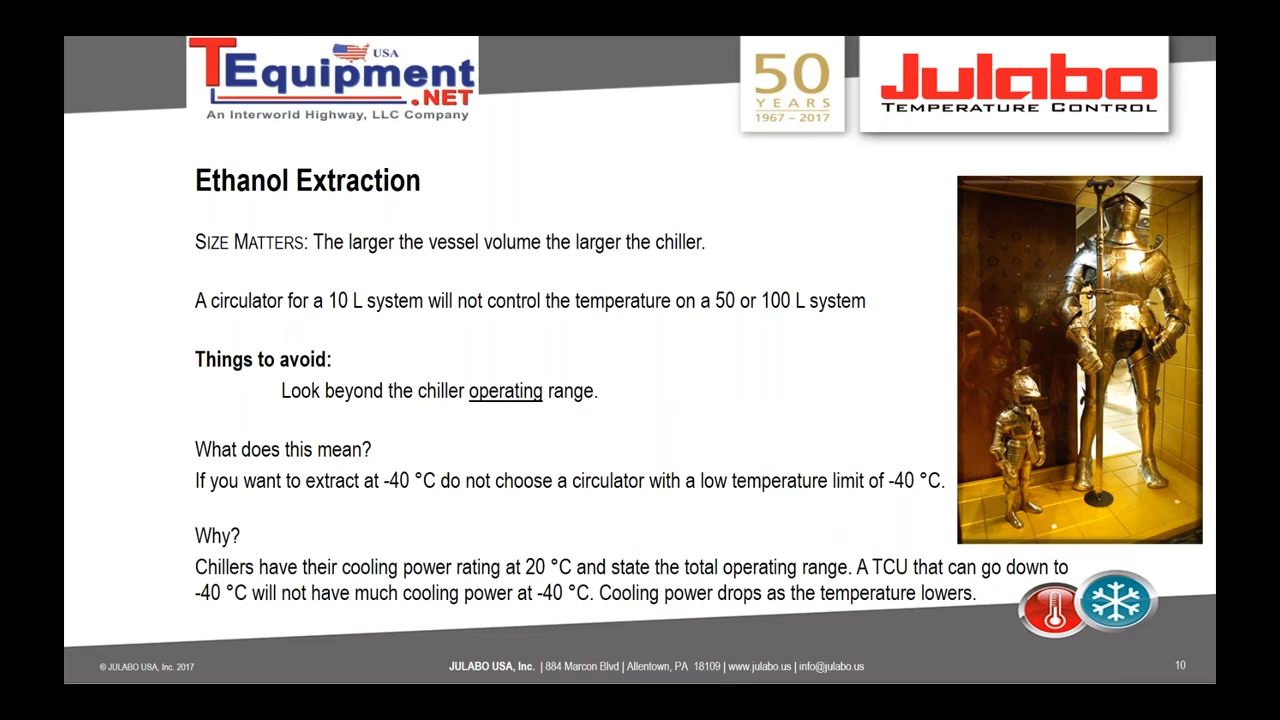 TEquipment
USA
.NET
An Interworld Highway, LLC Company
50
YEARS
1967 – 2017
Julabo
TEMPERATURE CONTROL
Ethanol Extraction
SIZE MATTERS: The larger the vessel volume the larger the chiller.
A circulator for a 10 L system will not control the temperature on a 50 or 100 L system
Things to avoid:
Look beyond the chiller operating range.
What does this mean?
If you want to extract at -40 °C do not choose a circulator with a low temperature limit of -40 °C.
Why?
Chillers have their cooling power rating at 20 °C and state the total operating range. A TCU that can go down to
-40 °C will not have much cooling power at -40 °C. Cooling power drops as the temperature lowers.
© JULABO USA, Inc. 2017
JULABO USA, Inc. | 884 Marcon Blvd | Allentown, PA 18109 | www.julabo.us | info@julabo.us
10